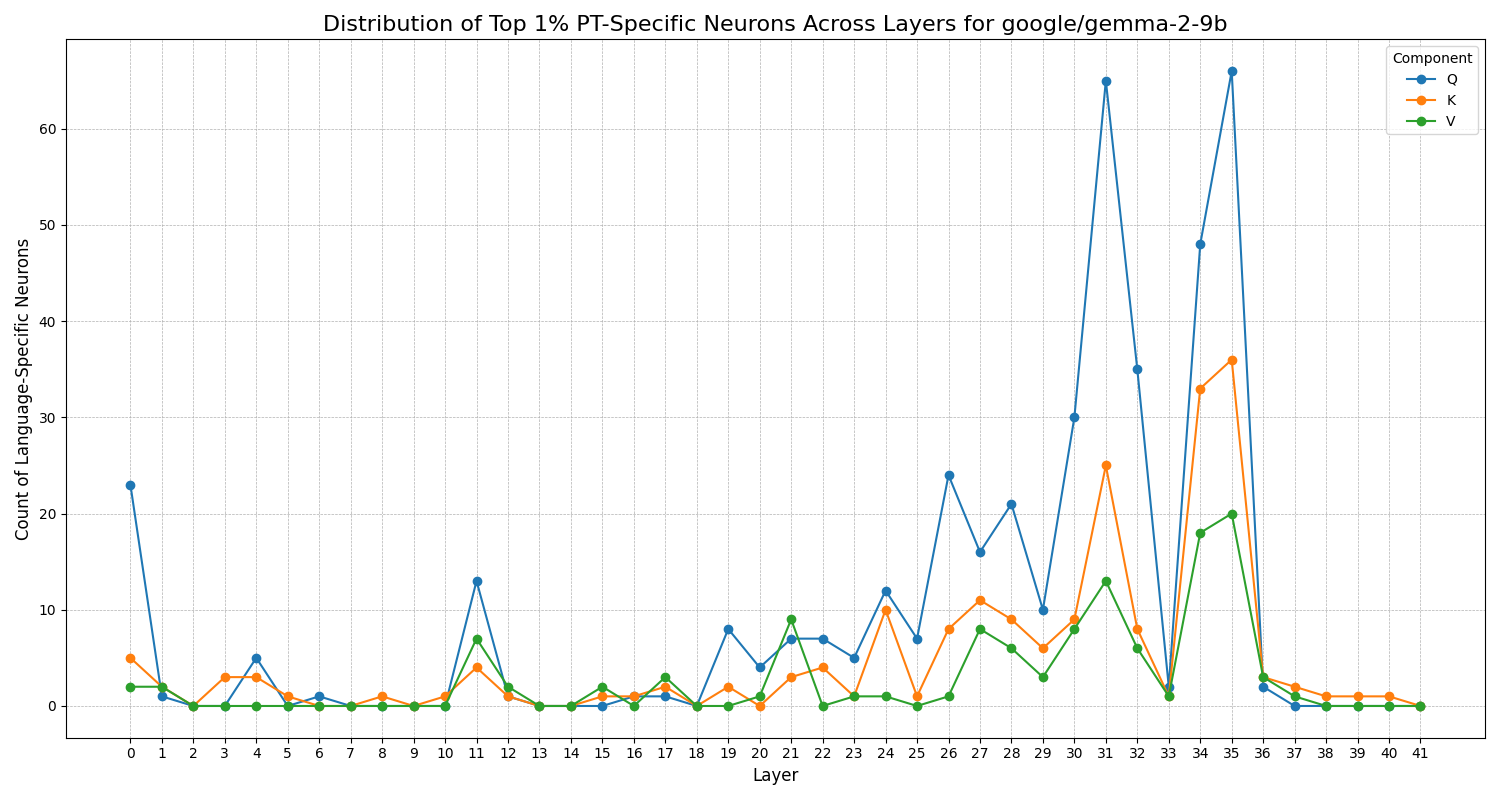 Distribution of Top 1% PT-Specific Neurons Across Layers for google/gemma-2-9b
Component
Q
K
V
Count of Language-Specific Neurons
60
50
40
30
20
10
0
0 1 2 3 4 5 6 7 8 9 10 11 12 13 14 15 16 17 18 19 20 21 22 23 24 25 26 27 28 29 30 31 32 33 34 35 36 37 38 39 40 41
Layer